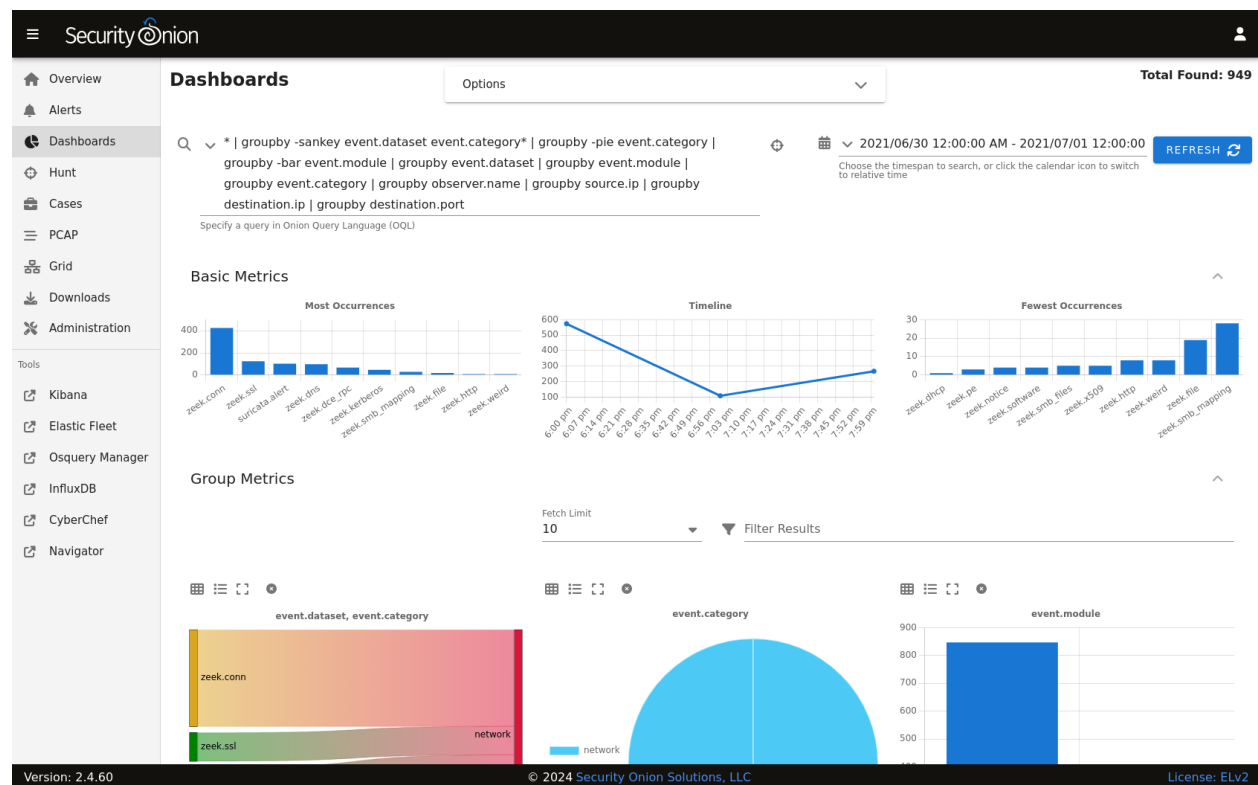 Security Onion
Overview
Alerts
Dashboards
Hunt
Cases
PCAP
Grid
Downloads
Administration
Tools
Kibana
Elastic Fleet
Osquery Manager
InfluxDB
CyberChef
Navigator
Dashboards
Options
Total Found: 949
* | groupby -sankey event.dataset event.category* | groupby -pie event.category |
groupby -bar event.module | groupby event.dataset | groupby event.module |
groupby event.category | groupby observer.name | groupby source.ip | groupby
destination.ip | groupby destination.port
Specify a query in Onion Query Language (OQL)
2021/06/30 12:00:00 AM - 2021/07/01 12:00:00
Choose the timespan to search, or click the calendar icon to switch
to relative time
REFRESH
Basic Metrics
Most Occurrences
400
200
0
zeek.conn
zeek.ssl
suricata.alert
zeek.dns
zeek.dce_rpc
zeek.kerberos
zeek.smb_mapping
zeek.file
zeek.http
zeek.weird
Timeline
600
500
400
300
200
100
6:00 pm
6:07 pm
6:14 pm
6:21 pm
6:28 pm
6:35 pm
6:42 pm
6:49 pm
6:56 pm
7:03 pm
7:10 pm
7:17 pm
7:24 pm
7:31 pm
7:38 pm
7:45 pm
7:52 pm
7:59 pm
Fewest Occurrences
30
20
10
0
zeek.dhcp
zeek.pe
zeek.notice
zeek.software
zeek.smb_files
zeek.x509
zeek.http
zeek.weird
zeek.file
zeek.smb_mapping
Group Metrics
Fetch Limit
10
Filter Results
event.dataset, event.category
zeek.conn
zeek.ssl
network
event.category
network
event.module
900
800
700
600
500
Version: 2.4.60
© 2024 Security Onion Solutions, LLC
License: ELv2